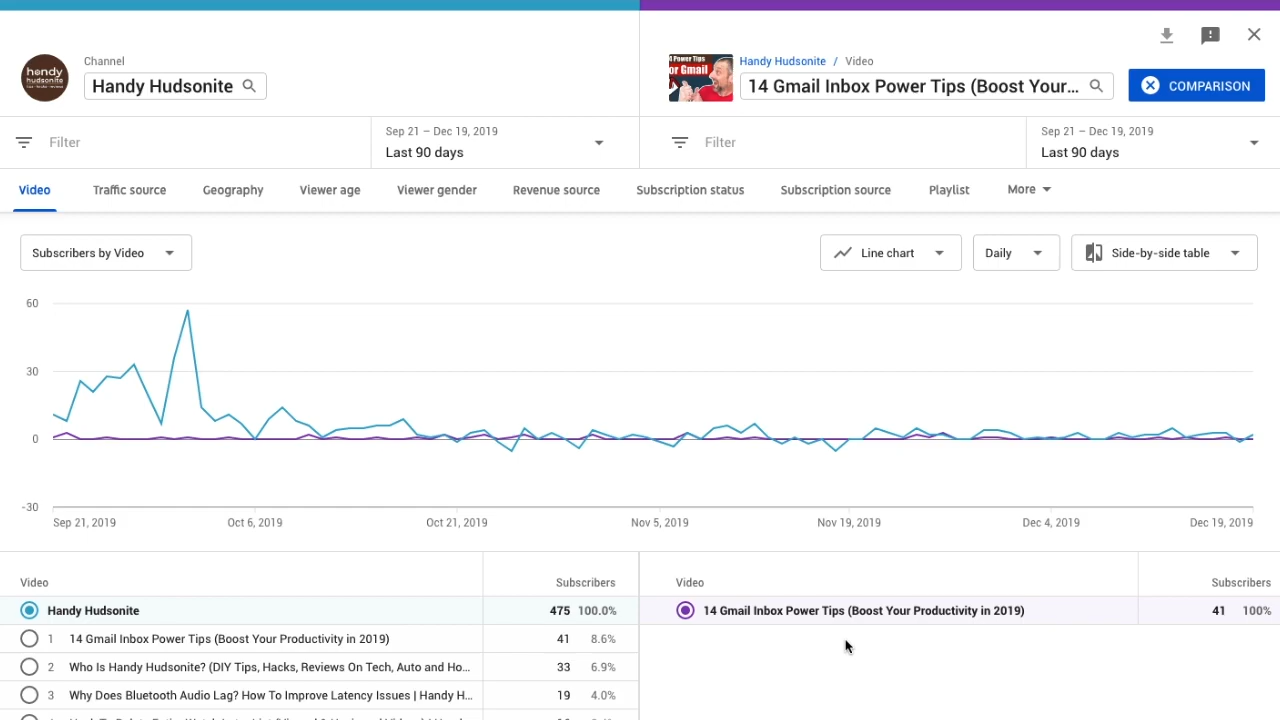 Channel
Handy Hudsonite
handy
hudsonite
4 Power Tips
or Gmail
Handy Hudsonite / Video
14 Gmail Inbox Power Tips (Boost Your...
COMPARISON
Filter
Sep 21 – Dec 19, 2019
Last 90 days
Filter
Sep 21 – Dec 19, 2019
Last 90 days
Video Traffic source Geography Viewer age Viewer gender Revenue source Subscription status Subscription source Playlist More
Subscribers by Video
Line chart
Daily
Side-by-side table
60
30
0
-30
Sep 21, 2019 Oct 6, 2019 Oct 21, 2019 Nov 5, 2019 Nov 19, 2019 Dec 4, 2019 Dec 19, 2019
Video Subscribers
Handy Hudsonite 475 100.0%
1 14 Gmail Inbox Power Tips (Boost Your Productivity in 2019) 41 8.6%
2 Who Is Handy Hudsonite? (DIY Tips, Hacks, Reviews On Tech, Auto and Ho... 33 6.9%
3 Why Does Bluetooth Audio Lag? How To Improve Latency Issues | Handy H... 19 4.0%
Video Subscribers
14 Gmail Inbox Power Tips (Boost Your Productivity in 2019) 41 100%